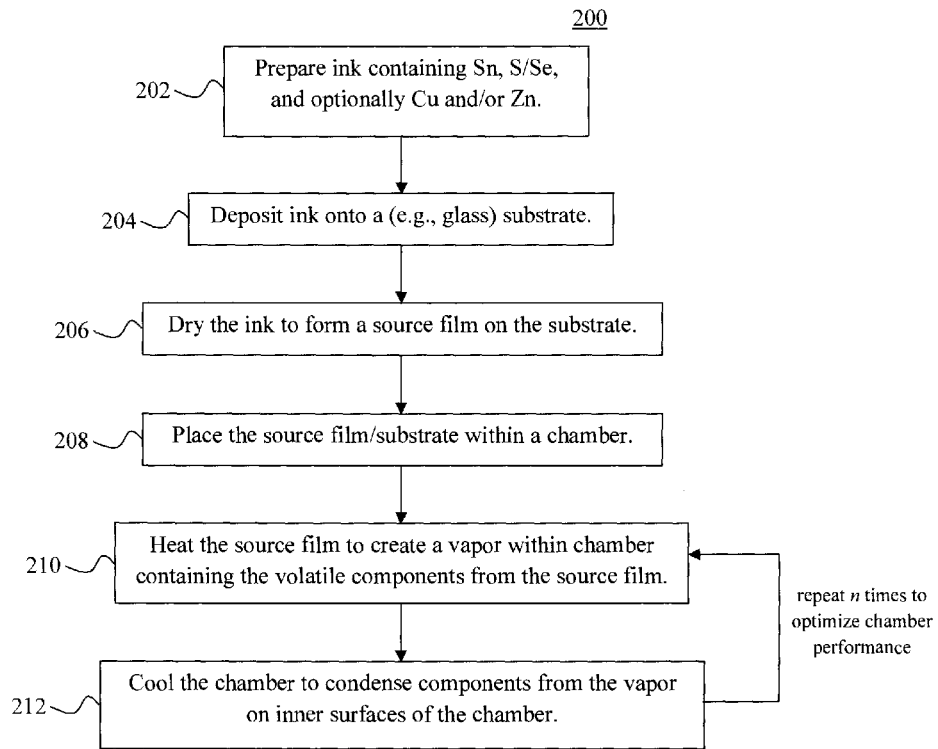 200
202
Prepare ink containing Sn, S/Se,
and optionally Cu and/or Zn.
204
Deposit ink onto a (e.g., glass) substrate.
206
Dry the ink to form a source film on the substrate.
208
Place the source film/substrate within a chamber.
210
Heat the source film to create a vapor within chamber
containing the volatile components from the source film.
repeat n times to
optimize chamber
performance
212
Cool the chamber to condense components from the vapor
on inner surfaces of the chamber.